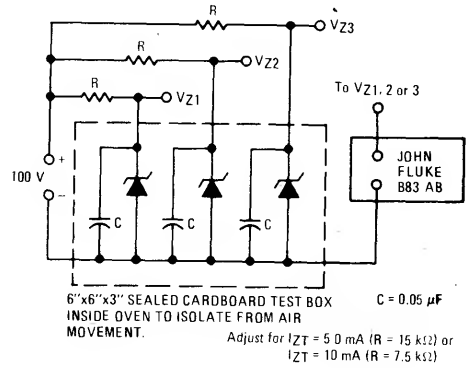 R
VZ3
R
VZ2
R
VZ1
To VZ1, 2 or 3
+
100 V
−
C
C
C
JOHN
FLUKE
B83 AB
6"x6"x3" SEALED CARDBOARD TEST BOX
INSIDE OVEN TO ISOLATE FROM AIR
MOVEMENT.
C = 0.05 μF
Adjust for IZT = 5 0 mA (R = 15 kΩ) or
IZT = 10 mA (R = 7.5 kΩ)